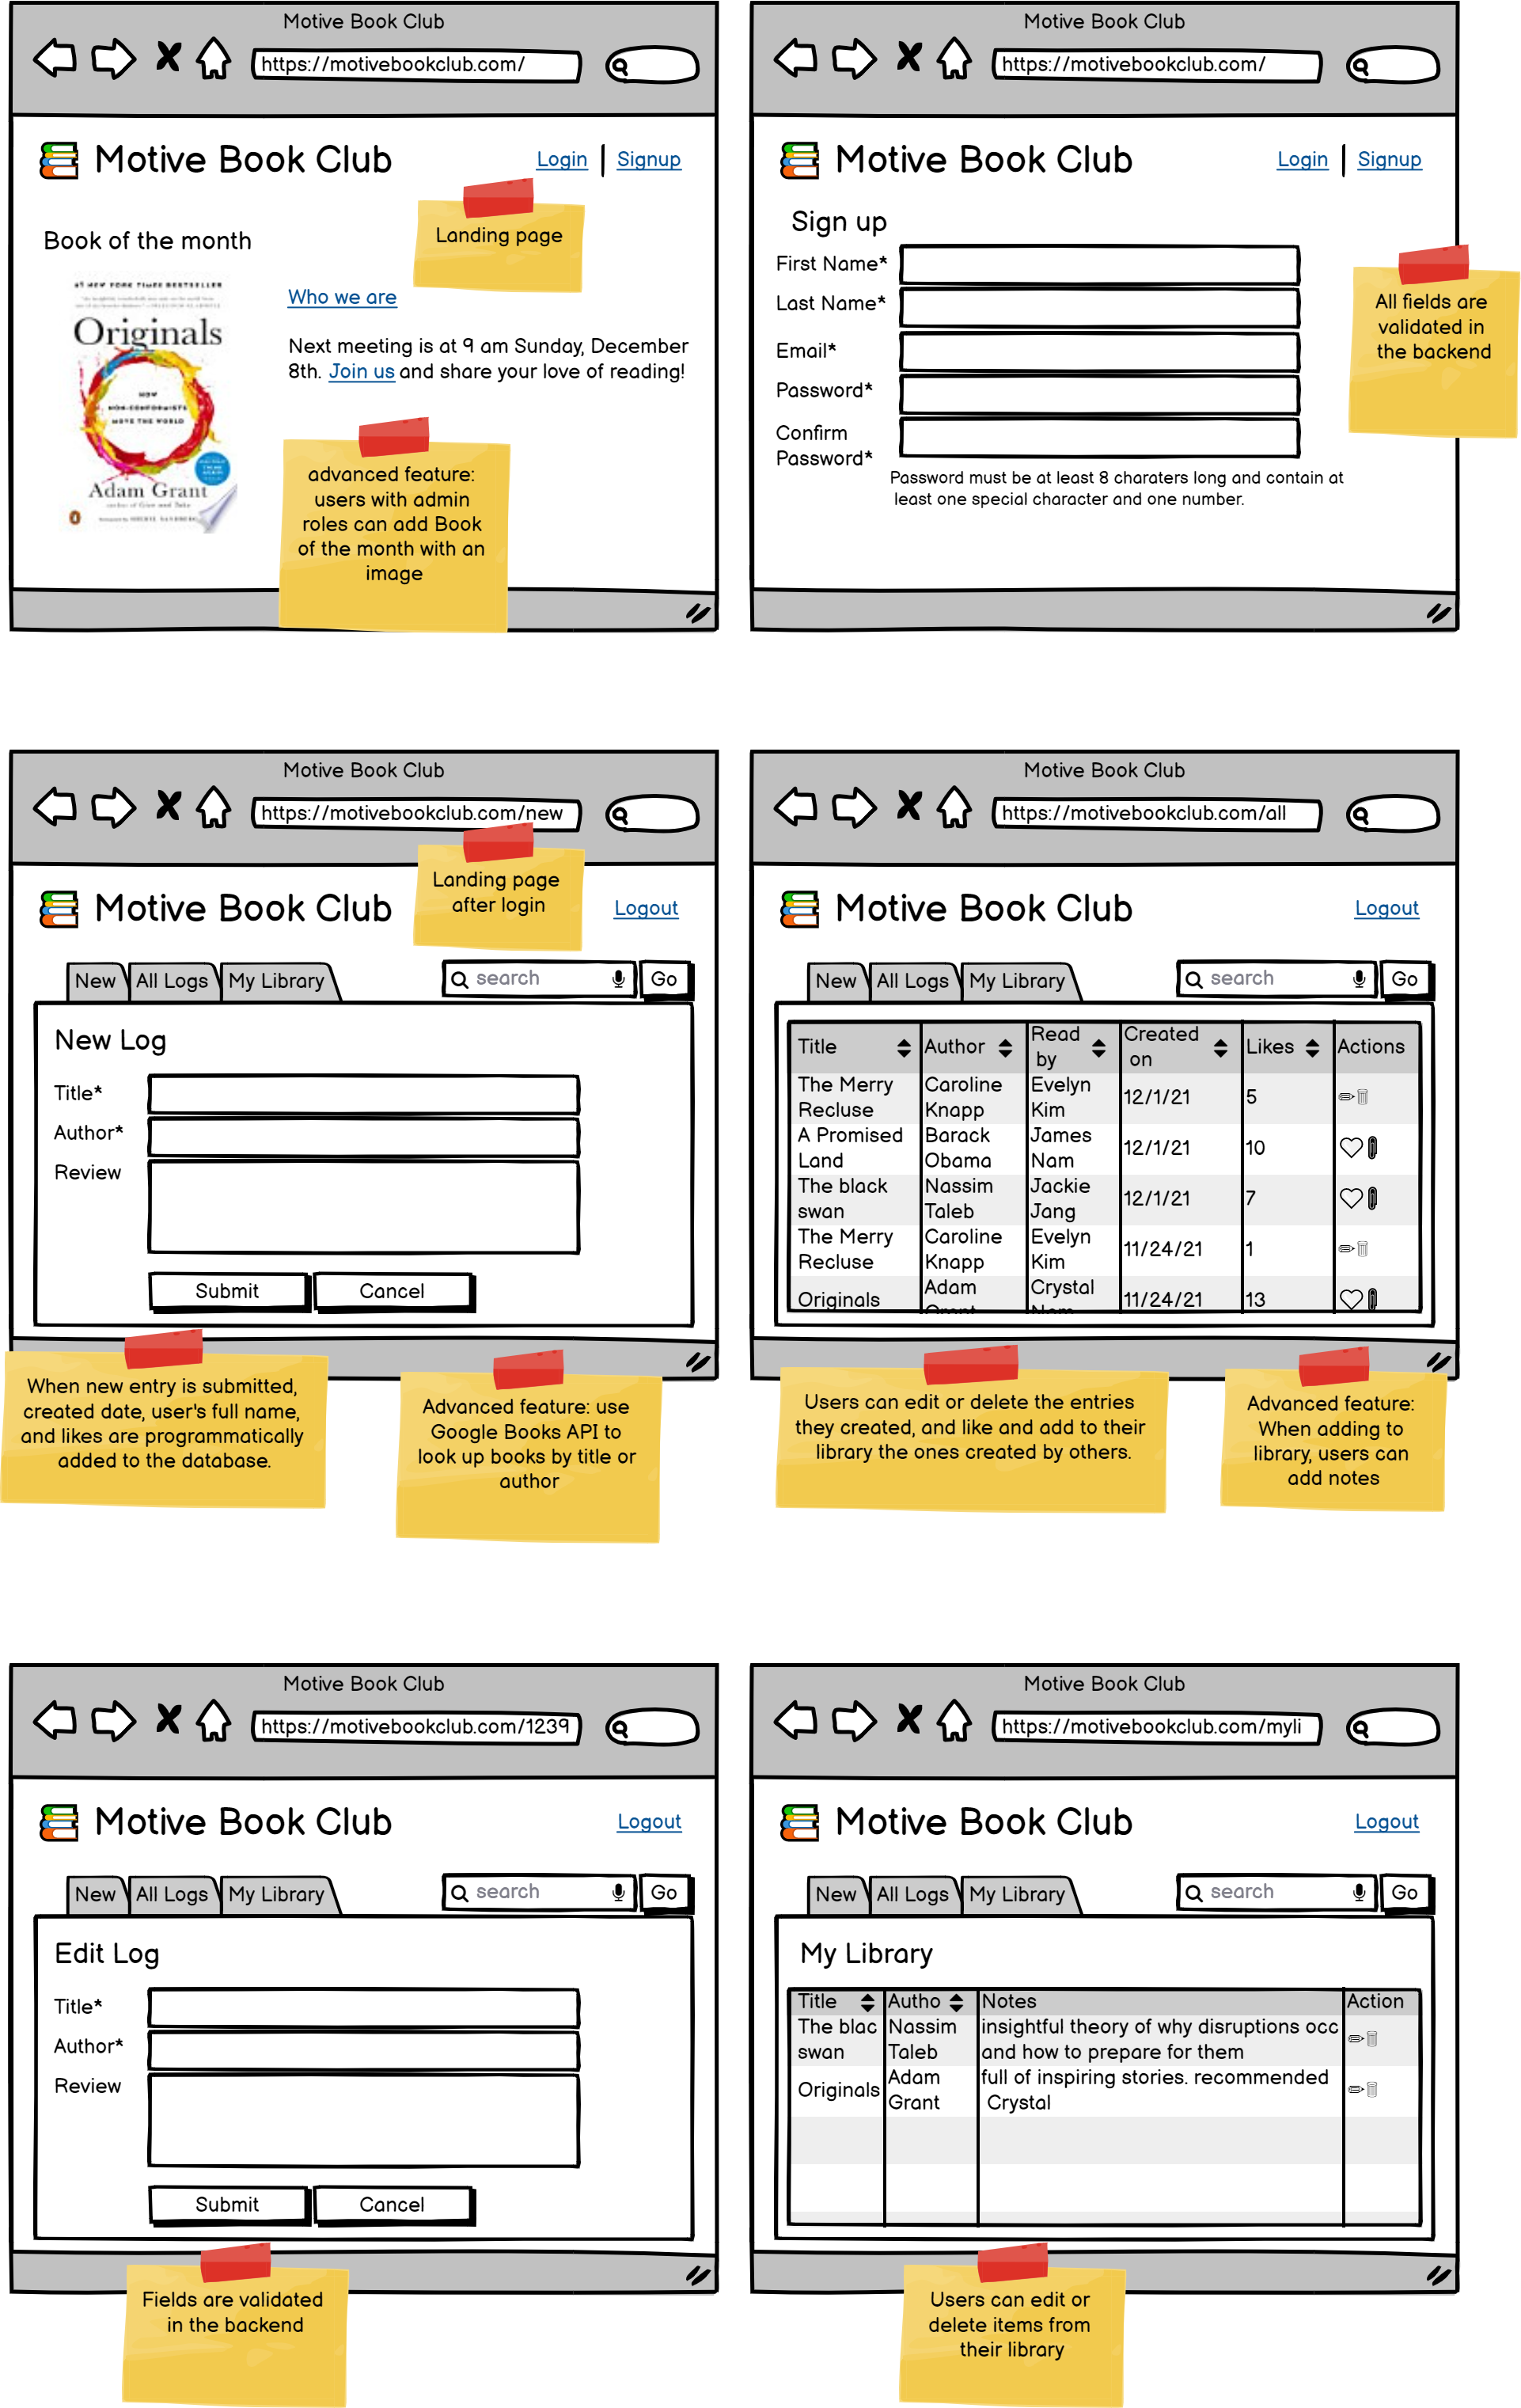 Motive Book Club
https://motivebookclub.com/
Motive Book Club
Login | Signup
Landing page
Book of the month
#1 NEW YORK TIMES BESTSELLER
Originals
HOW
NON-CONFORMISTS
MOVE THE WORLD
Adam Grant
author of Give and Take
Who we are
Next meeting is at 9 am Sunday, December
8th. Join us and share your love of reading!
advanced feature:
users with admin
roles can add Book
of the month with an
image
Motive Book Club
https://motivebookclub.com/
Motive Book Club
Login | Signup
Sign up
First Name*
Last Name*
Email*
Password*
Confirm
Password*
Password must be at least 8 charaters long and contain at
least one special character and one number.
All fields are
validated in
the backend
Motive Book Club
https://motivebookclub.com/new
Motive Book Club
Landing page
after login
Logout
New All Logs My Library search Go
New Log
Title*
Author*
Review
Submit Cancel
When new entry is submitted,
created date, user's full name,
and likes are programmatically
added to the database.
Advanced feature: use
Google Books API to
look up books by title or
author
Motive Book Club
https://motivebookclub.com/all
Motive Book Club
Logout
New All Logs My Library search Go
Title Author Read by Created on Likes Actions
The Merry Recluse Caroline Knapp Evelyn Kim 12/1/21 5
A Promised Land Barack Obama James Nam 12/1/21 10
The black swan Nassim Taleb Jackie Jang 12/1/21 7
The Merry Recluse Caroline Knapp Evelyn Kim 11/24/21 1
Originals Adam Grant Crystal Nam 11/24/21 13
Users can edit or delete the entries
they created, and like and add to their
library the ones created by others.
Advanced feature:
When adding to
library, users can
add notes
Motive Book Club
https://motivebookclub.com/1239
Motive Book Club
Logout
New All Logs My Library search Go
Edit Log
Title*
Author*
Review
Submit Cancel
Fields are validated
in the backend
Motive Book Club
https://motivebookclub.com/myli
Motive Book Club
Logout
New All Logs My Library search Go
My Library
Title Autho Notes Action
The blac swan Nassim Taleb insightful theory of why disruptions occ and how to prepare for them
Originals Adam Grant full of inspiring stories. recommended Crystal
Users can edit or
delete items from
their library